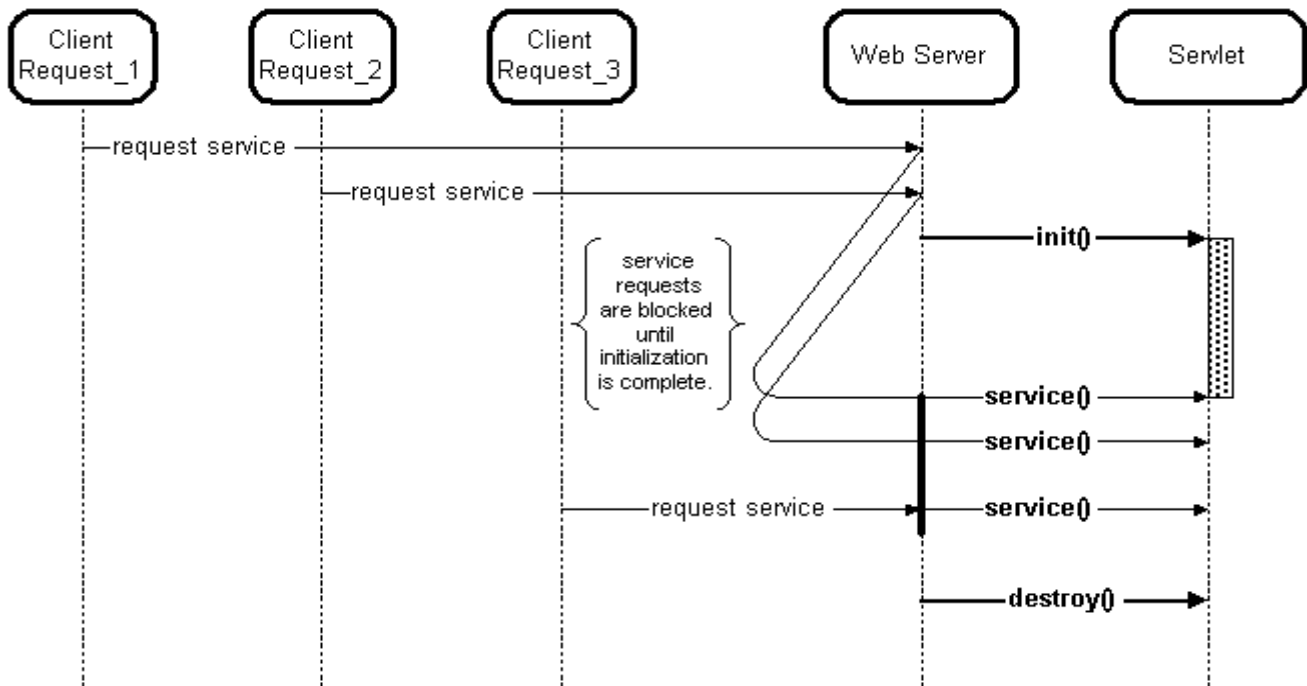 Client
Request_1
Client
Request_2
Client
Request_3
Web Server
Servlet
request service
request service
init()
service
requests
are blocked
until
initialization
is complete.
service()
service()
request service
service()
destroy()